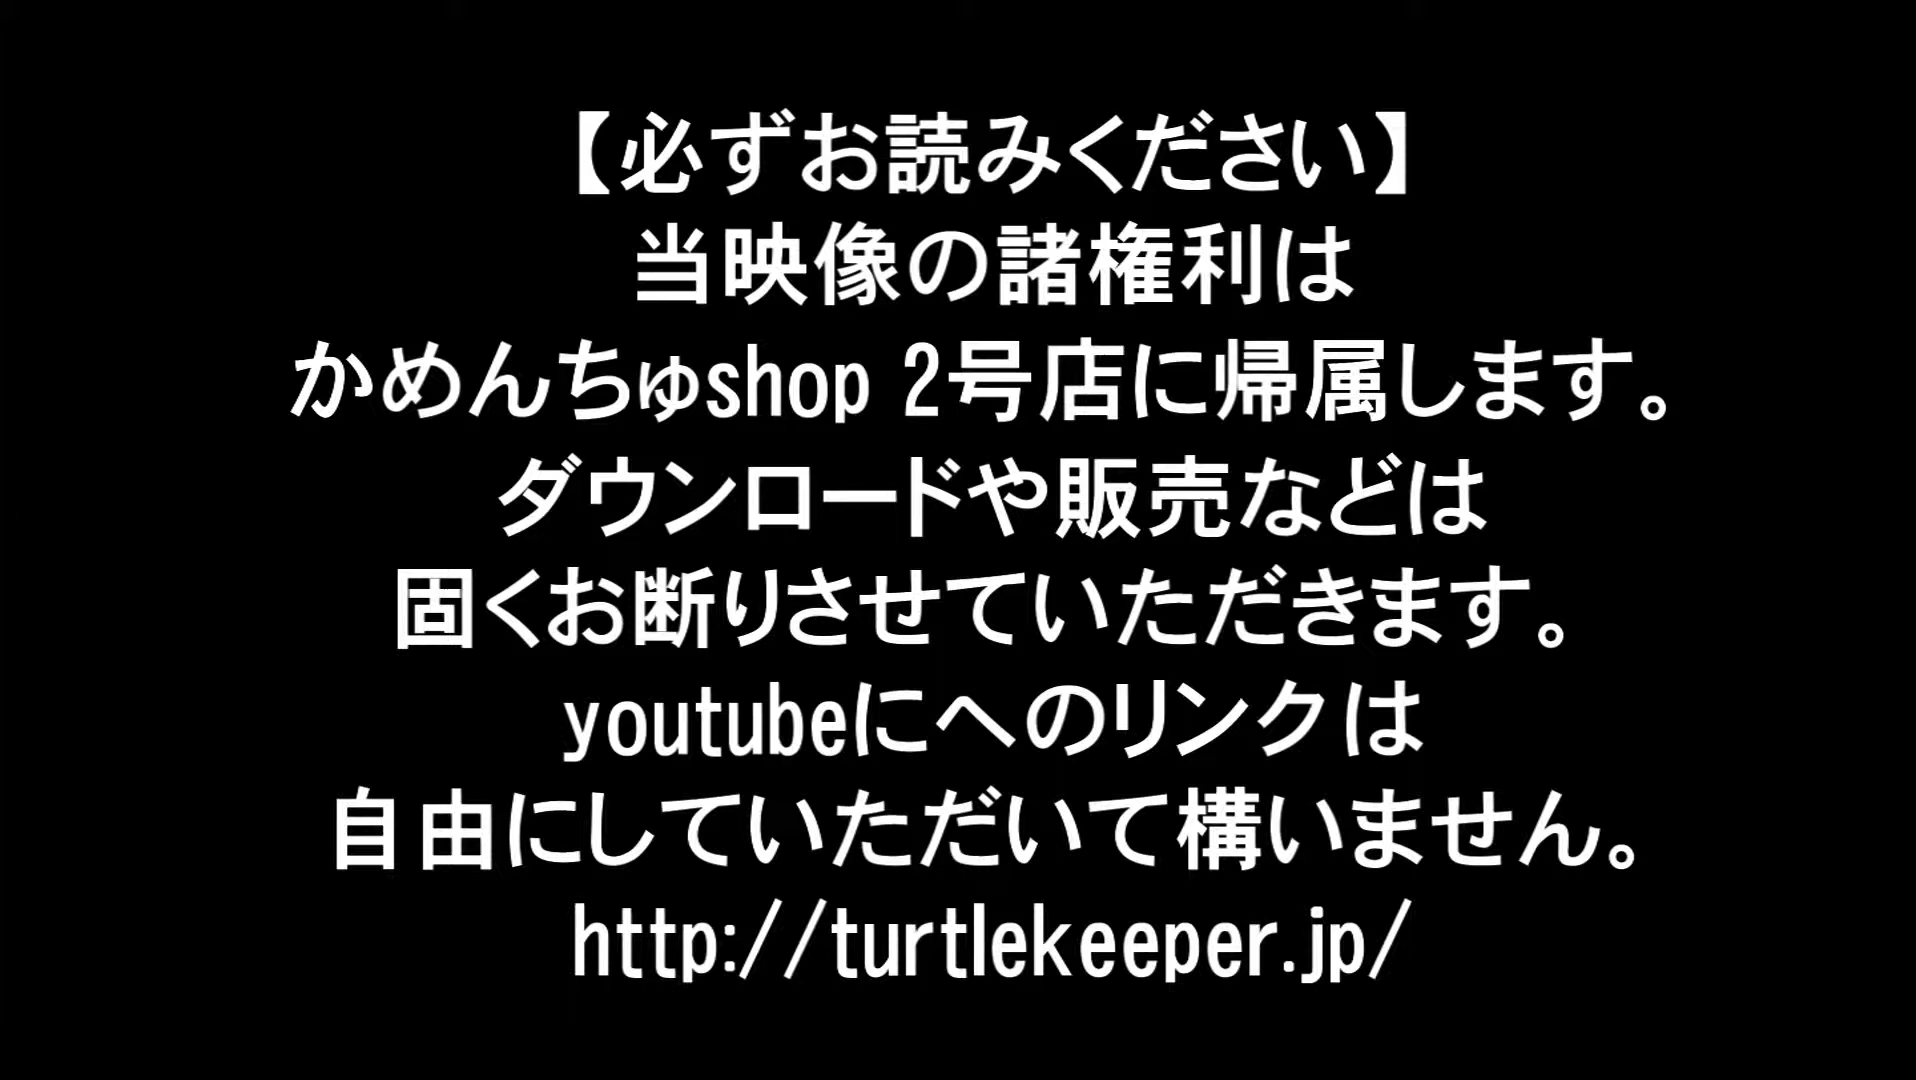 【必ずお読みください】
当映像の諸権利は
かめんちゅshop 2号店に帰属します。
ダウンロードや販売などは
固くお断りさせていただきます。
youtubeにへのリンクは
自由にしていただいて構いません。
http://turtlekeeper.jp/